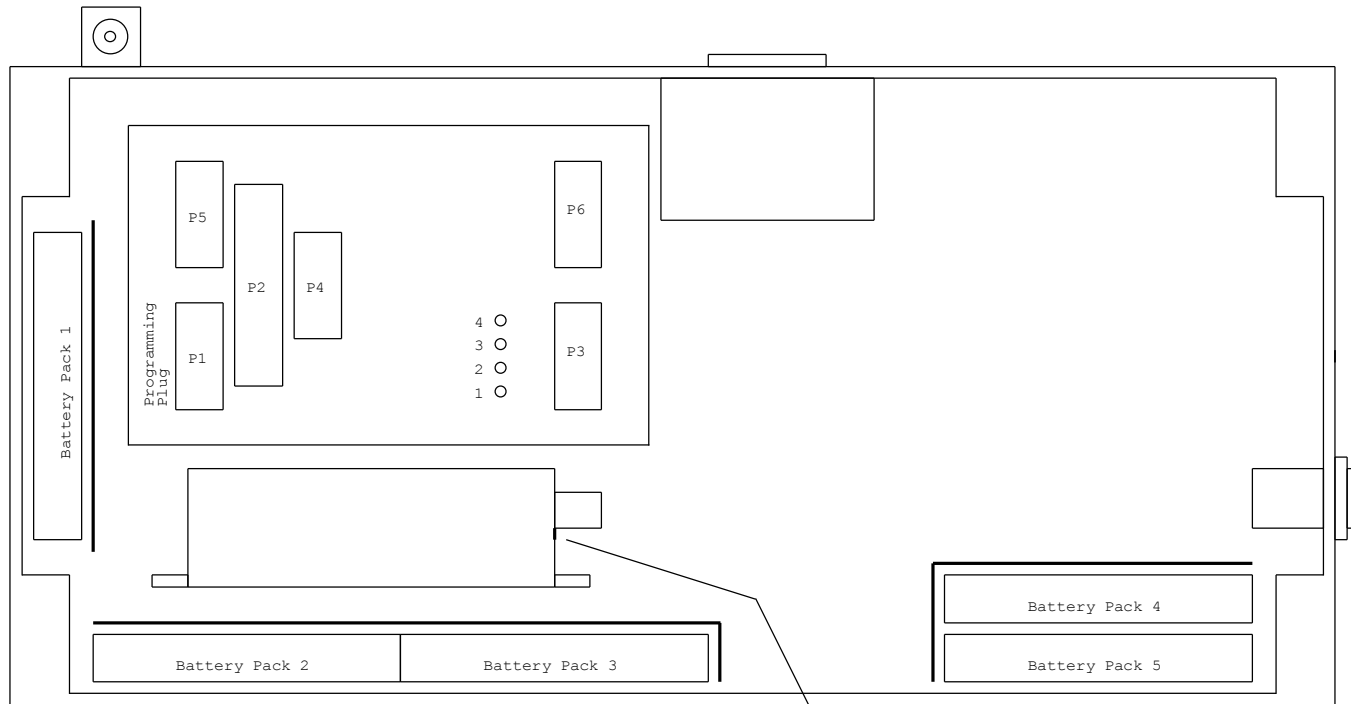 P5
P6
P2
P4
4
3
P1
P3
2
1
Programming
Plug
Battery Pack 1
Battery Pack 4
Battery Pack 2
Battery Pack 3
Battery Pack 5